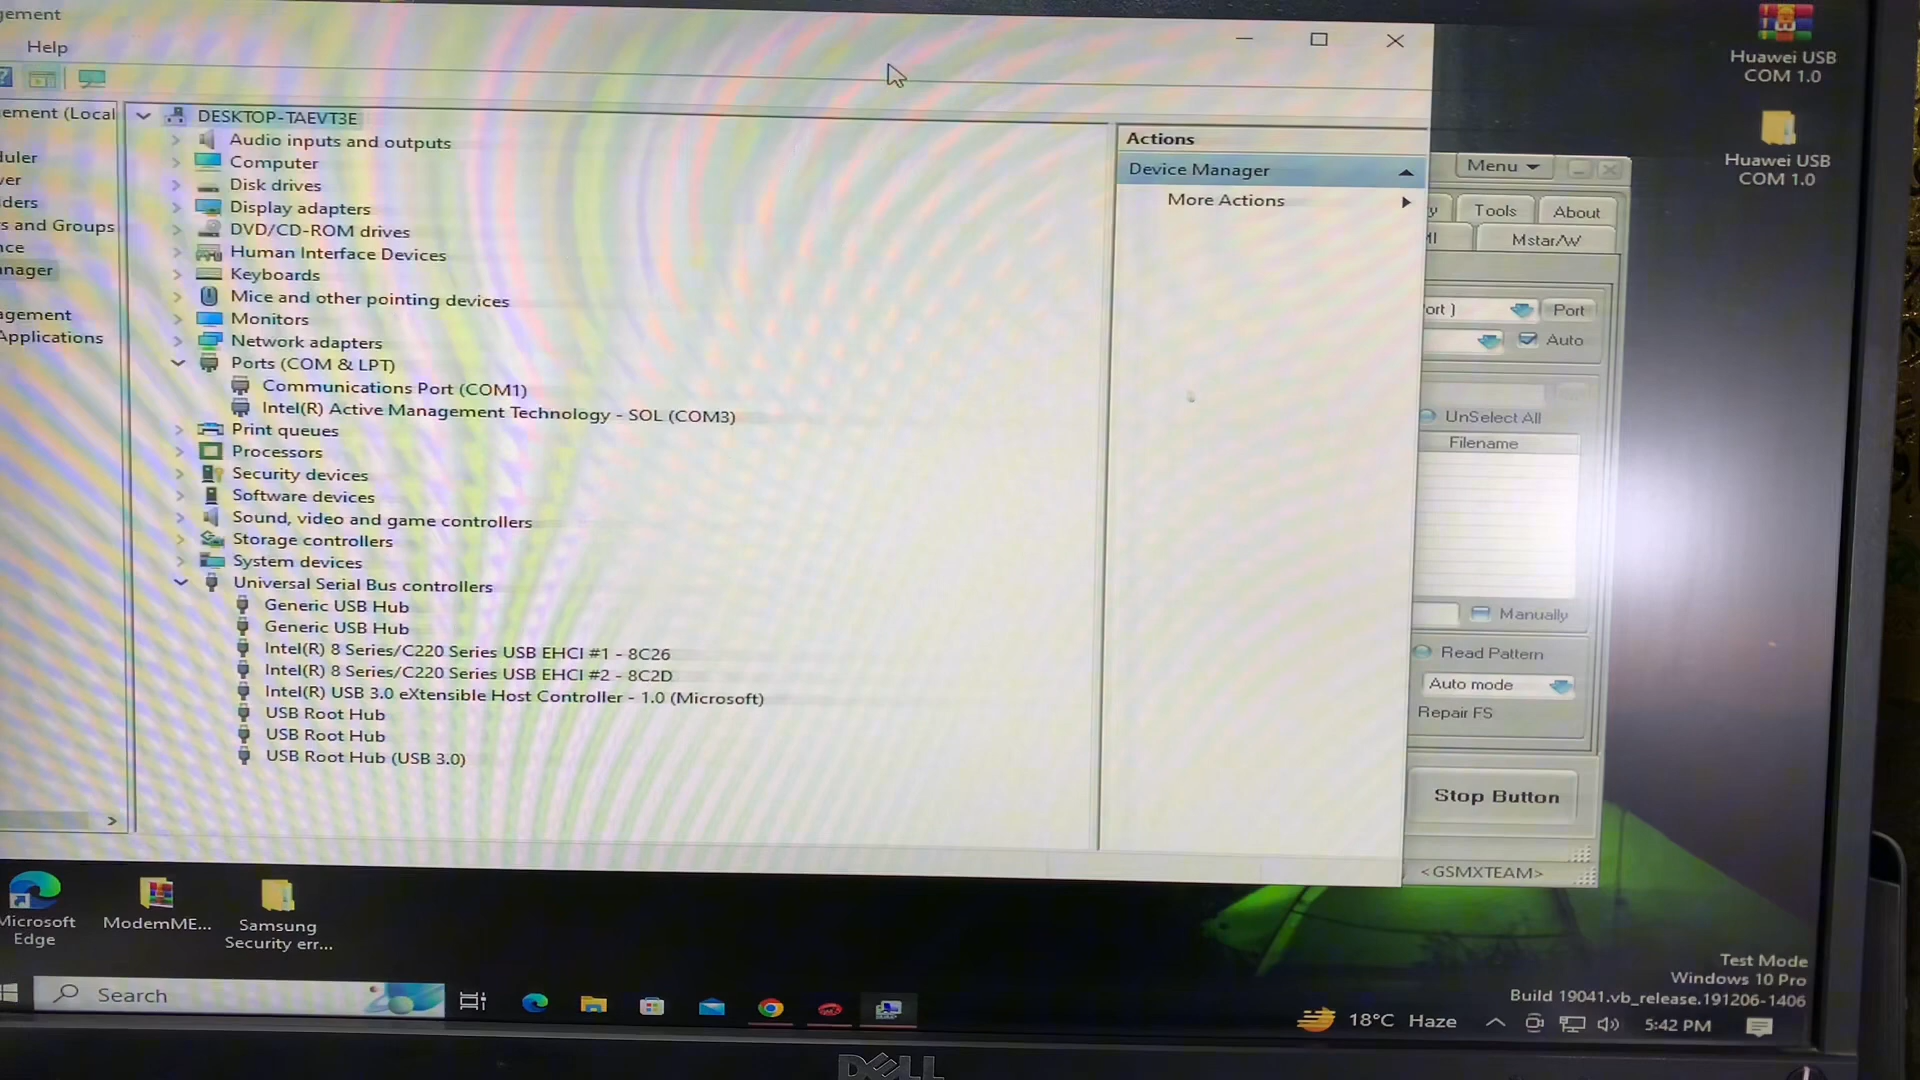 gement
Help
ement (Local
duler
ver
ders
s and Groups
nce
anager
agement
Applications
DESKTOP-TAEVT3E
Audio inputs and outputs
Computer
Disk drives
Display adapters
DVD/CD-ROM drives
Human Interface Devices
Keyboards
Mice and other pointing devices
Monitors
Network adapters
Ports (COM & LPT)
Communications Port (COM1)
Intel(R) Active Management Technology - SOL (COM3)
Print queues
Processors
Security devices
Software devices
Sound, video and game controllers
Storage controllers
System devices
Universal Serial Bus controllers
Generic USB Hub
Generic USB Hub
Intel(R) 8 Series/C220 Series USB EHCI #1 - 8C26
Intel(R) 8 Series/C220 Series USB EHCI #2 - 8C2D
Intel(R) USB 3.0 eXtensible Host Controller - 1.0 (Microsoft)
USB Root Hub
USB Root Hub
USB Root Hub (USB 3.0)
Actions
Device Manager
More Actions
Menu
y Tools About
MI Mstar/W
ort ) Port
Auto
UnSelect All
Filename
Manually
Read Pattern
Auto mode
Repair FS
Stop Button
<GSMXTEAM>
Huawei USB
COM 1.0
Huawei USB
COM 1.0
Microsoft
Edge
ModemME...
Samsung
Security err...
Test Mode
Windows 10 Pro
Build 19041.vb_release.191206-1406
Search
18°C Haze
5:42 PM
DELL